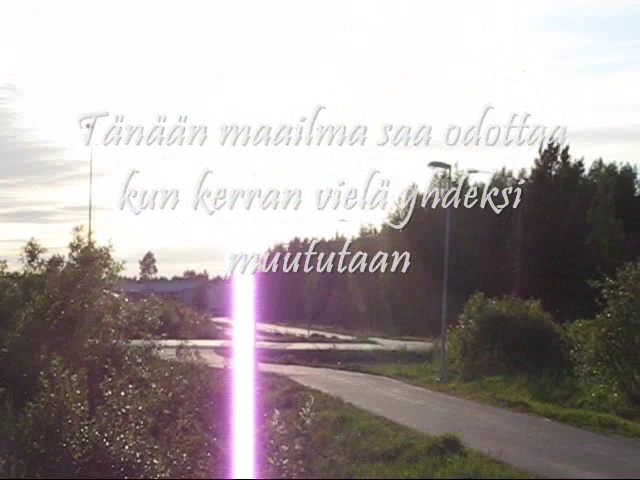 Tänään maailma saa odottaa
kun kerran vielä yhdeksi
muututaan